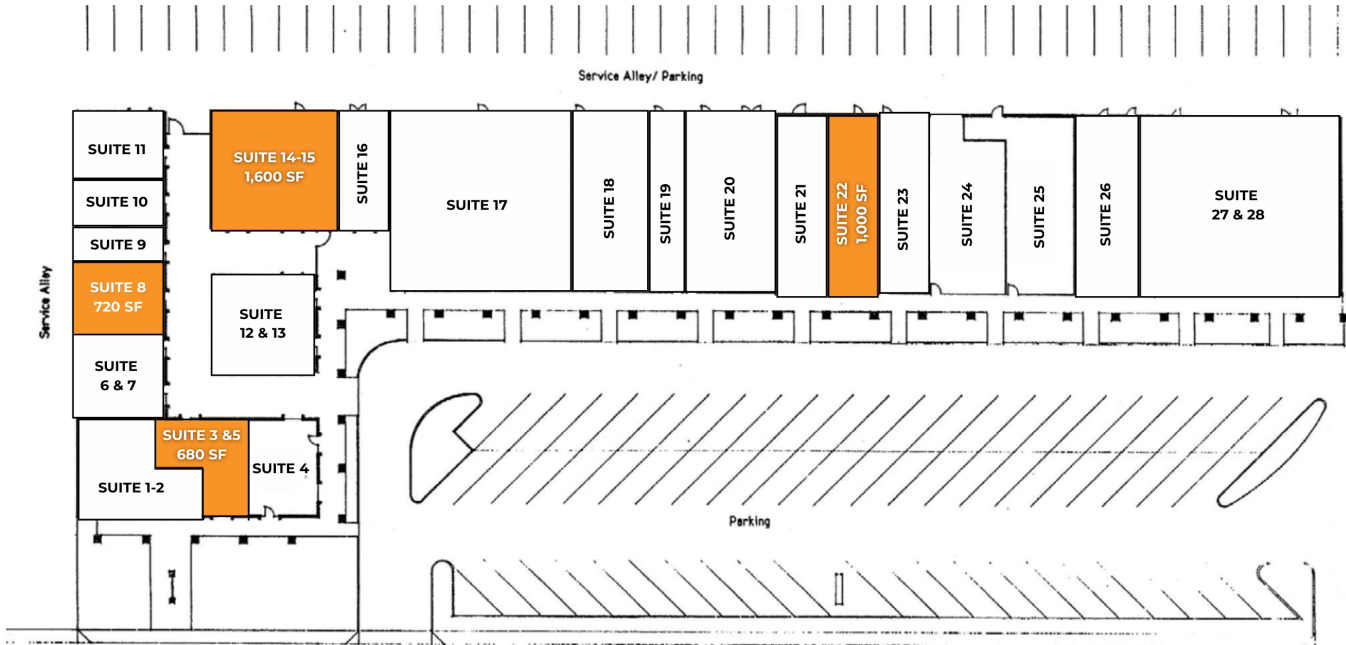 Service Alley/ Parking
SUITE 11
SUITE 10
SUITE 9
SUITE 8
720 SF
SUITE
6 & 7
Service Alley
SUITE 14-15
1,600 SF
SUITE 16
SUITE 17
SUITE 18
SUITE 19
SUITE 20
SUITE 21
SUITE 22
1,000 SF
SUITE 23
SUITE 24
SUITE 25
SUITE 26
SUITE
27 & 28
SUITE
12 & 13
SUITE 3 &5
680 SF
SUITE 4
SUITE 1-2
Parking